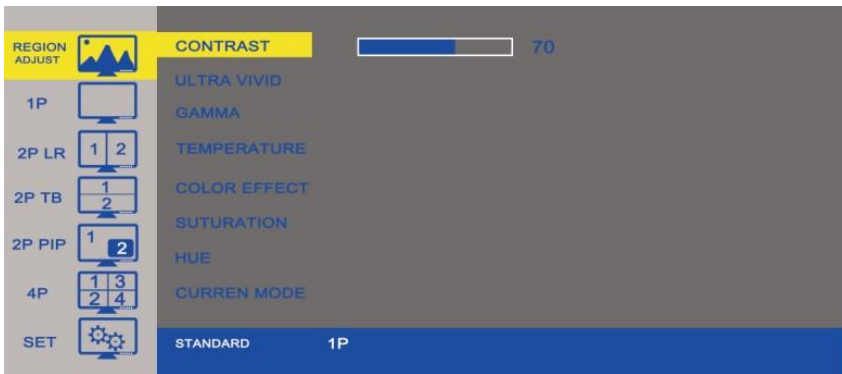 REGION
ADJUST
1P
2P LR
1 2
2P TB
1
2
2P PIP
1
2
4P
1 3
2 4
SET
CONTRAST 70
ULTRA VIVID
GAMMA
TEMPERATURE
COLOR EFFECT
SUTURATION
HUE
CURREN MODE
STANDARD 1P